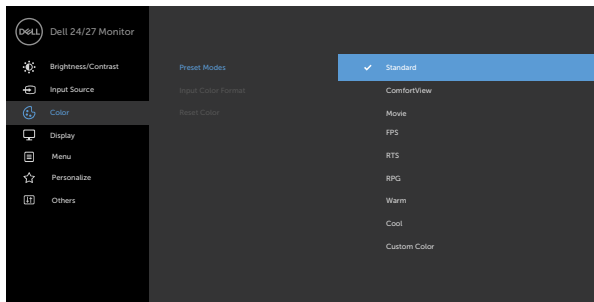 DELL
Dell 24/27 Monitor
Brightness/Contrast
Input Source
Color
Display
Menu
Personalize
Others
Preset Modes
Input Color Format
Reset Color
Standard
ComfortView
Movie
FPS
RTS
RPG
Warm
Cool
Custom Color